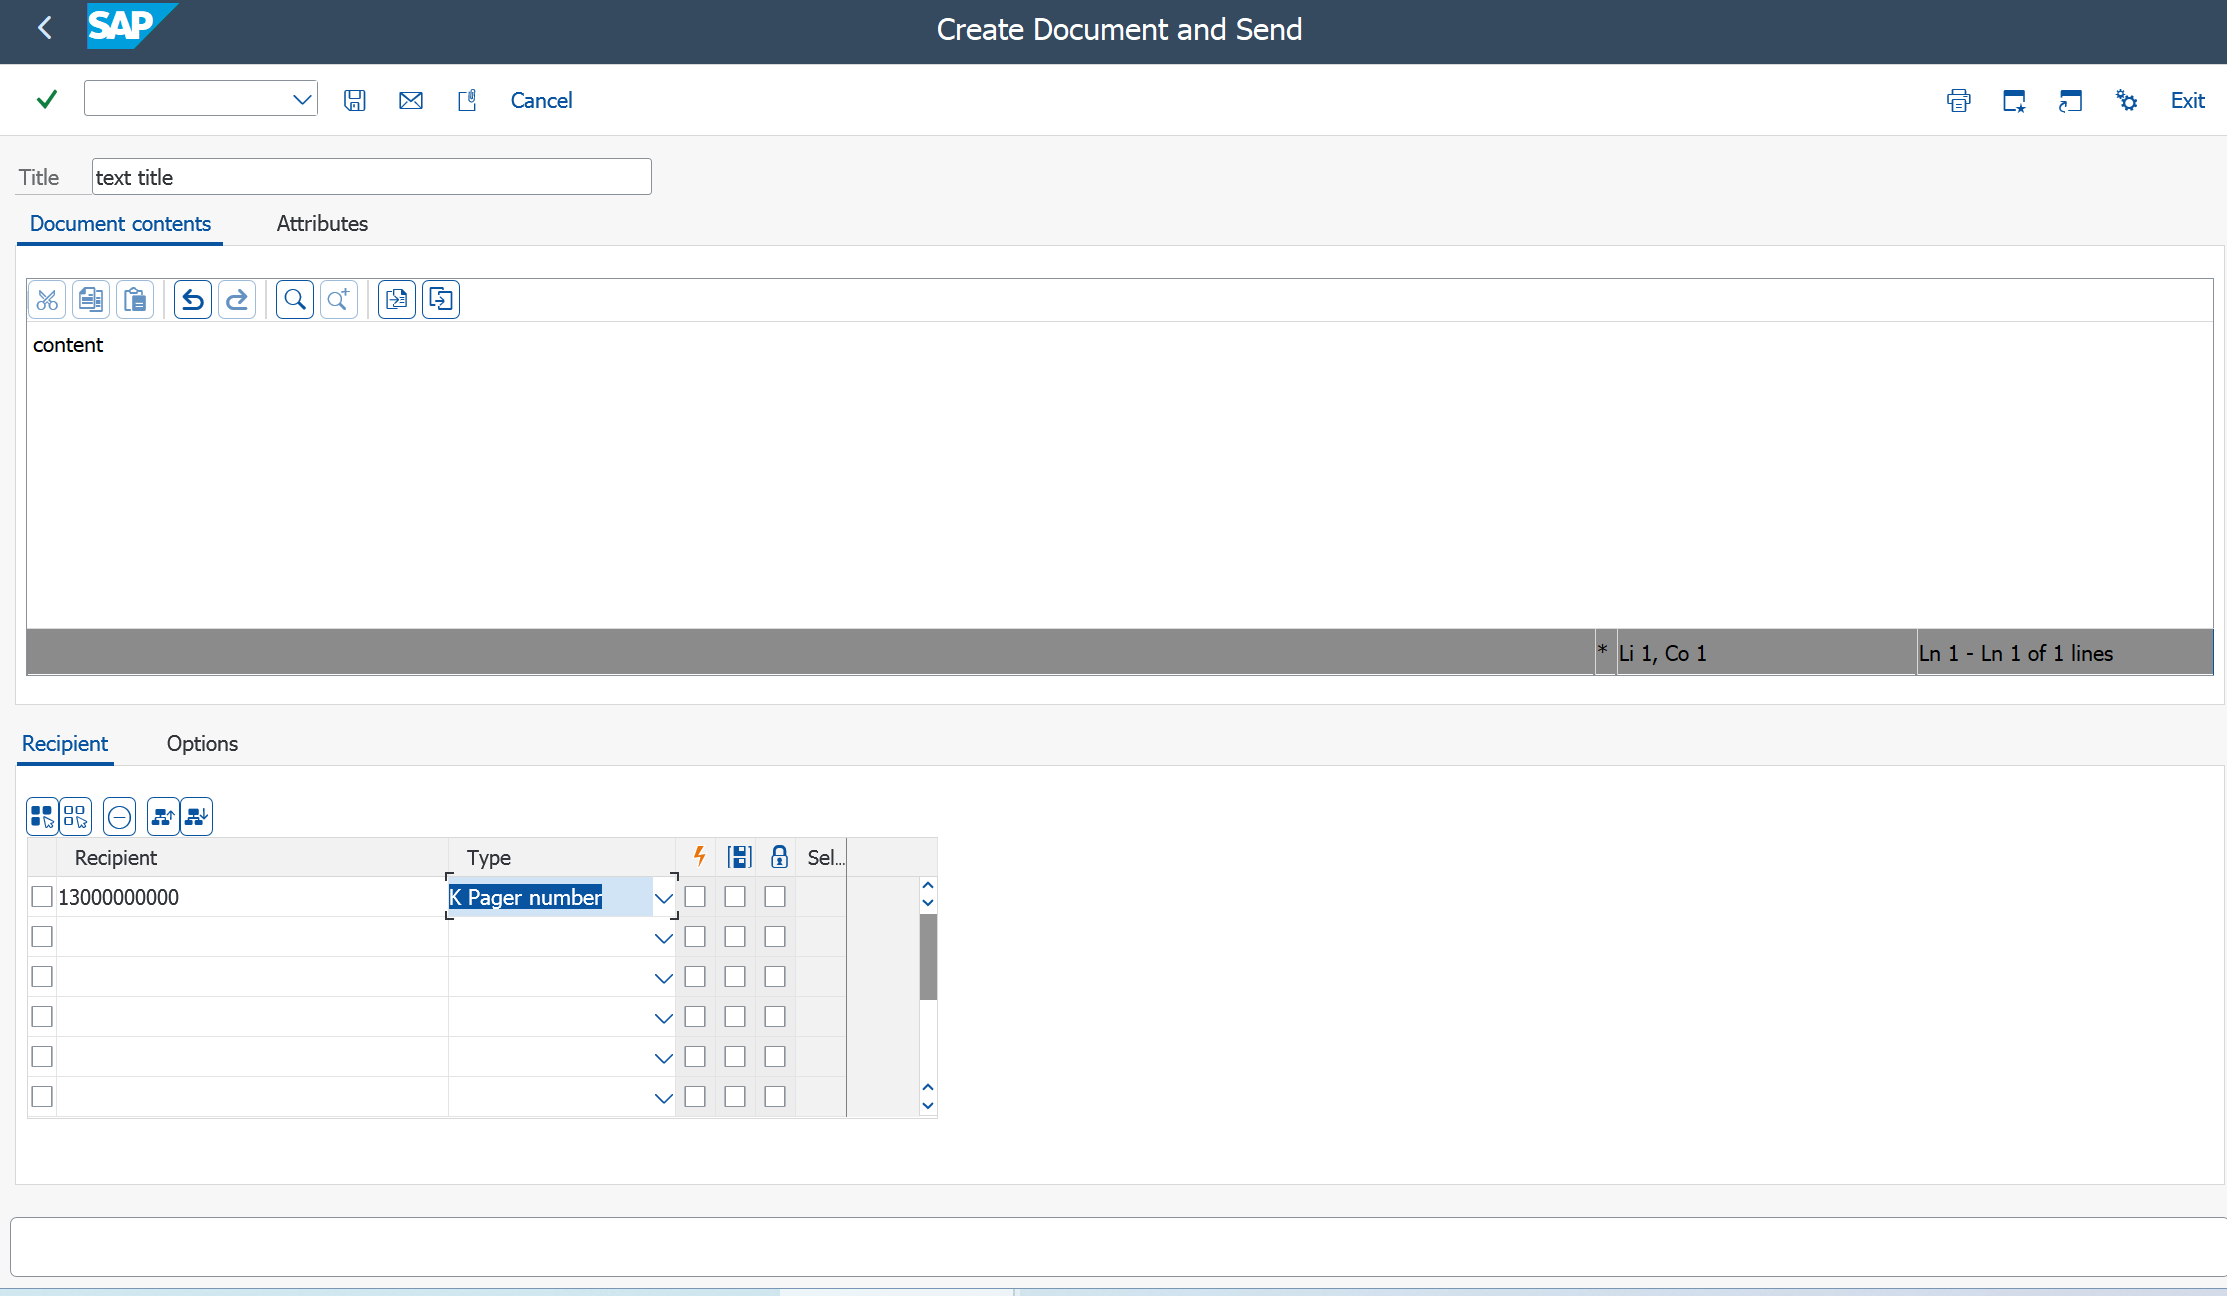 SAP
Create Document and Send
Cancel
Exit
Title
text title
Document contents
Attributes
content
* Li 1, Co 1
Ln 1 - Ln 1 of 1 lines
Recipient
Options
Recipient
Type
Sel...
13000000000
K Pager number